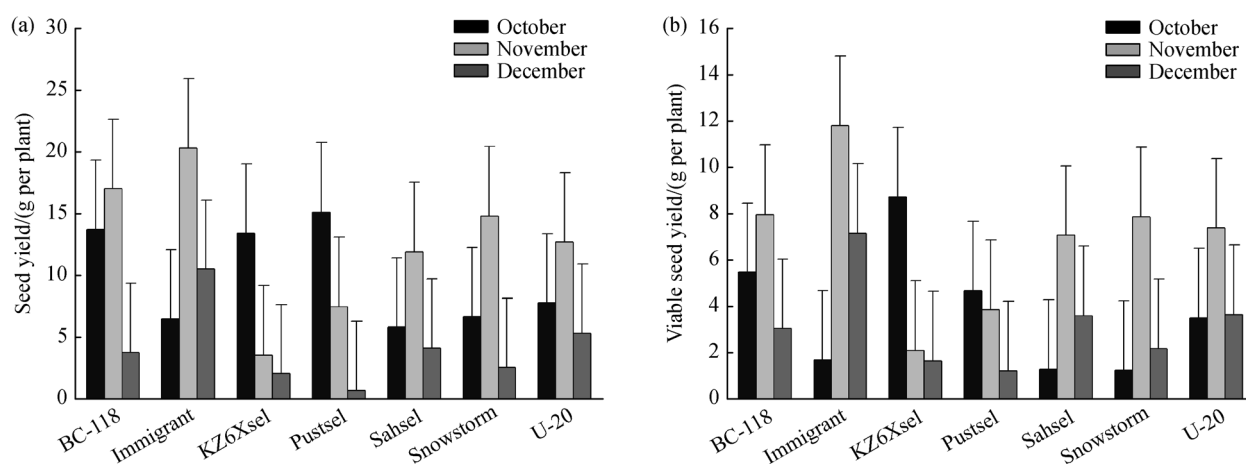 (a)
October
November
December
Seed yield/(g per plant)
30
25
20
15
10
5
0
BC-118
Immigrant
KZ6Xsel
Pustsel
Sahsel
Snowstorm
U-20
(b)
October
November
December
Viable seed yield/(g per plant)
16
14
12
10
8
6
4
2
0
BC-118
Immigrant
KZ6Xsel
Pustsel
Sahsel
Snowstorm
U-20